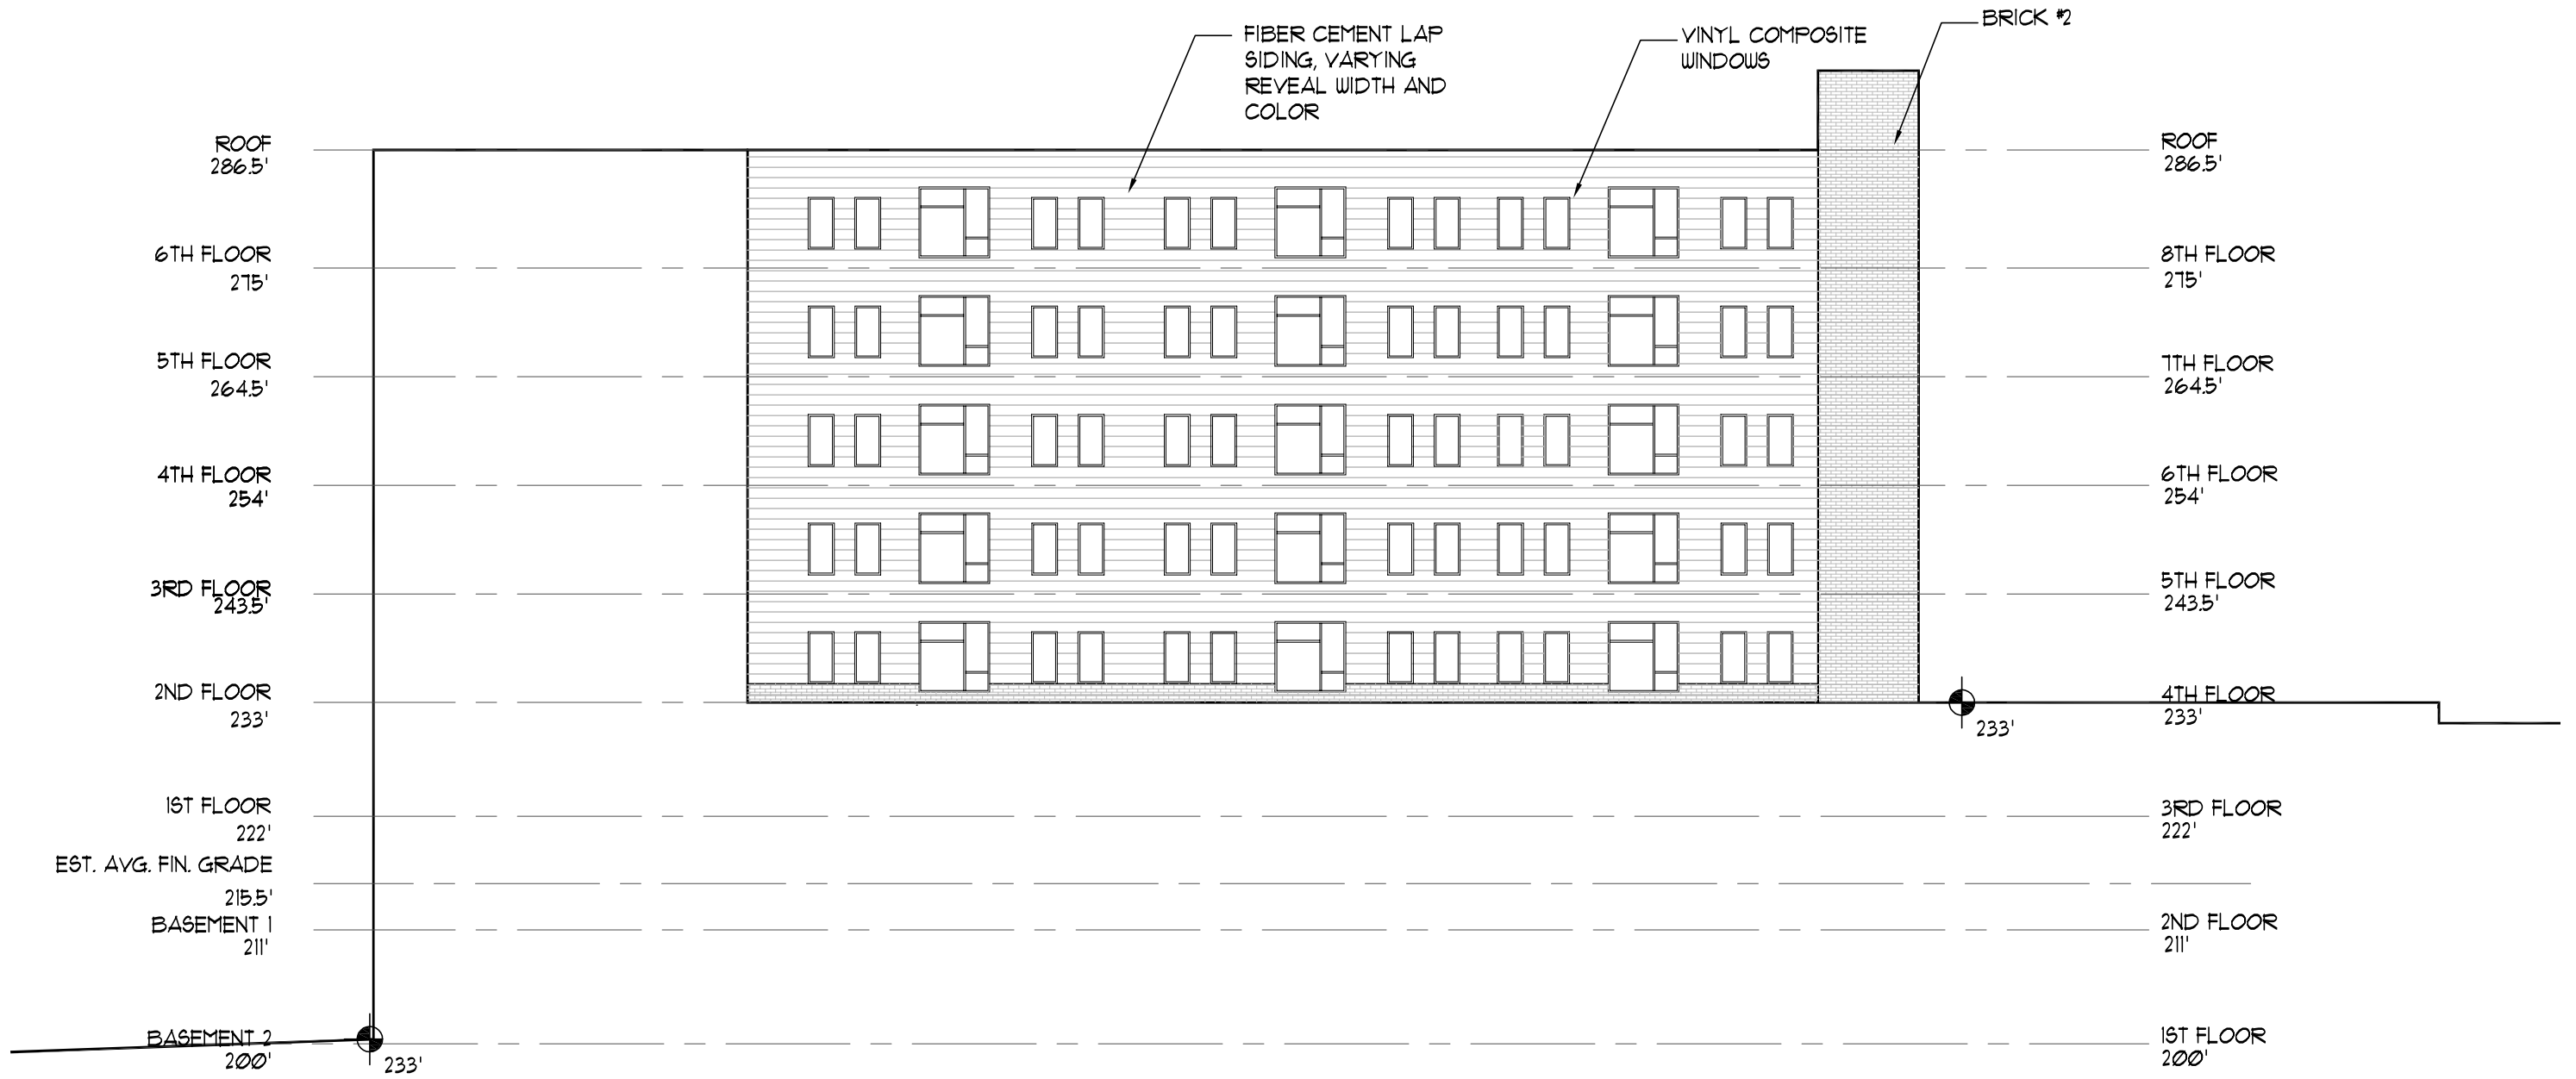 FIBER CEMENT LAP
SIDING, VARYING
REVEAL WIDTH AND
COLOR
VINYL COMPOSITE
WINDOWS
BRICK #2
ROOF
286.5'
6TH FLOOR
275'
5TH FLOOR
264.5'
4TH FLOOR
254'
3RD FLOOR
243.5'
2ND FLOOR
233'
1ST FLOOR
222'
EST. AVG. FIN. GRADE
215.5'
BASEMENT 1
211'
BASEMENT 2
200'
233'
ROOF
286.5'
8TH FLOOR
275'
7TH FLOOR
264.5'
6TH FLOOR
254'
5TH FLOOR
243.5'
4TH FLOOR
233'
233'
3RD FLOOR
222'
2ND FLOOR
211'
1ST FLOOR
200'